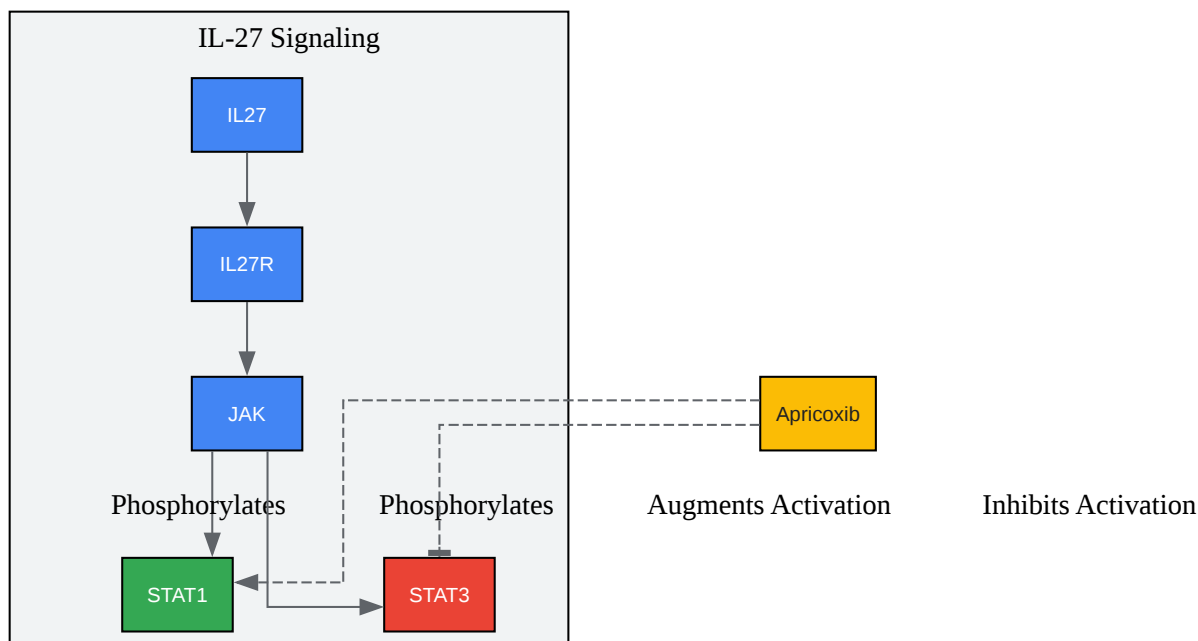 IL-27 Signaling
IL27
IL27R
JAK
Apricoxib
Phosphorylates
Phosphorylates
Augments Activation
Inhibits Activation
STAT1
STAT3